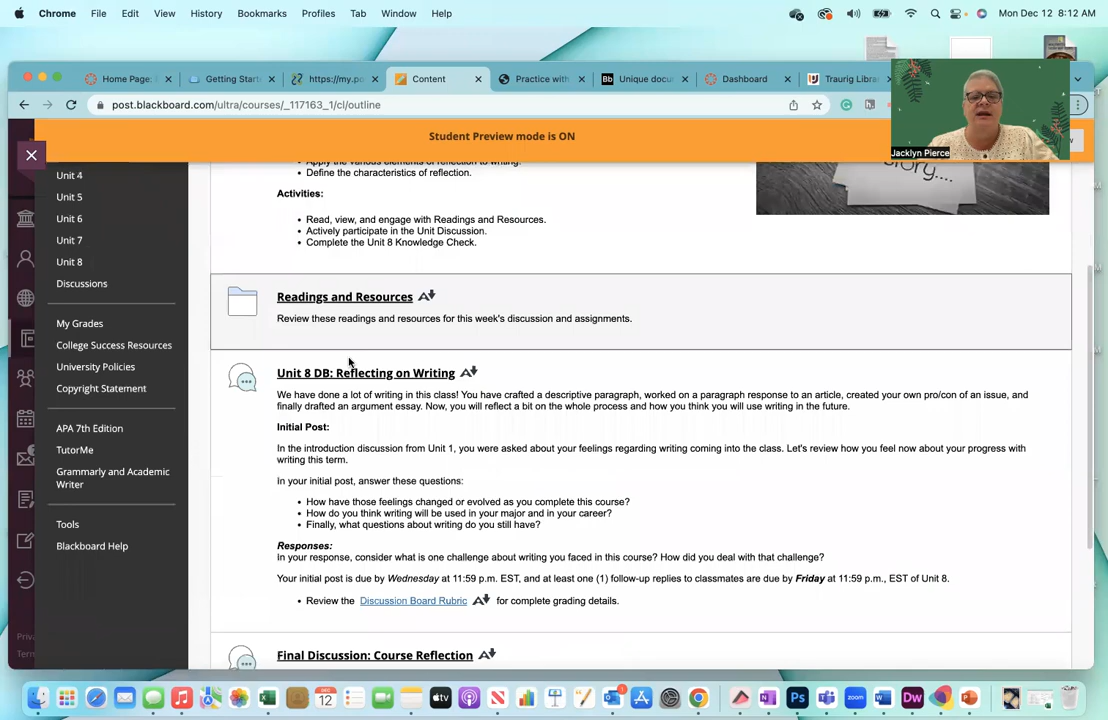 Chrome File Edit View History Bookmarks Profiles Tab Window Help Mon Dec 12 8:12 AM
Home Page: Getting Start https://my.po Content Practice with Unique docu Dashboard Traurig Libra
post.blackboard.com/ultra/courses/_117163_1/cl/outline
Student Preview mode is ON
Jacklyn Pierce
Unit 4
Unit 5
Unit 6
Unit 7
Unit 8
Discussions
My Grades
College Success Resources
University Policies
Copyright Statement
APA 7th Edition
TutorMe
Grammarly and Academic
Writer
Tools
Blackboard Help
Priva
Term
• Apply the various elements of reflection to writing.
• Define the characteristics of reflection.
Activities:
• Read, view, and engage with Readings and Resources.
• Actively participate in the Unit Discussion.
• Complete the Unit 8 Knowledge Check.
story....
Readings and Resources
Review these readings and resources for this week's discussion and assignments.
Unit 8 DB: Reflecting on Writing
We have done a lot of writing in this class! You have crafted a descriptive paragraph, worked on a paragraph response to an article, created your own pro/con of an issue, and
finally drafted an argument essay. Now, you will reflect a bit on the whole process and how you think you will use writing in the future.
Initial Post:
In the introduction discussion from Unit 1, you were asked about your feelings regarding writing coming into the class. Let's review how you feel now about your progress with
writing this term.
In your initial post, answer these questions:
• How have those feelings changed or evolved as you complete this course?
• How do you think writing will be used in your major and in your career?
• Finally, what questions about writing do you still have?
Responses:
In your response, consider what is one challenge about writing you faced in this course? How did you deal with that challenge?
Your initial post is due by Wednesday at 11:59 p.m. EST, and at least one (1) follow-up replies to classmates are due by Friday at 11:59 p.m., EST of Unit 8.
• Review the Discussion Board Rubric for complete grading details.
Final Discussion: Course Reflection